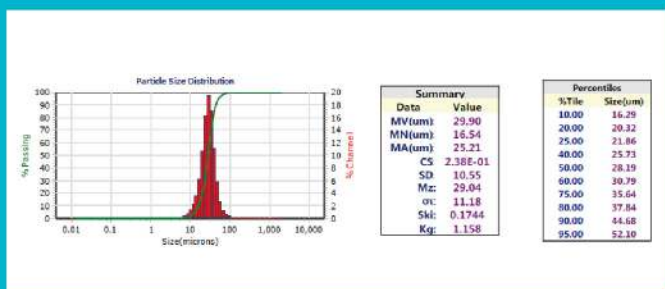 Particle Size Distribution
% Passing
100
90
80
70
60
50
40
30
20
10
0
20
18
16
14
12
10
8
6
4
2
0
% Channel
0.01 0.1 1 10 100 1,000 10,000
Size(microns)
Summary
Data Value
MV(um): 29.90
MN(um): 16.54
MA(um): 25.21
CS 2.38E-01
SD: 10.55
Mz: 29.04
σı: 11.18
Ski: 0.1744
Kg: 1.158
Percentiles
%Tile Size(um)
10.00 16.29
20.00 20.32
25.00 21.86
40.00 25.73
50.00 28.19
60.00 30.79
75.00 35.64
80.00 37.84
90.00 44.68
95.00 52.10